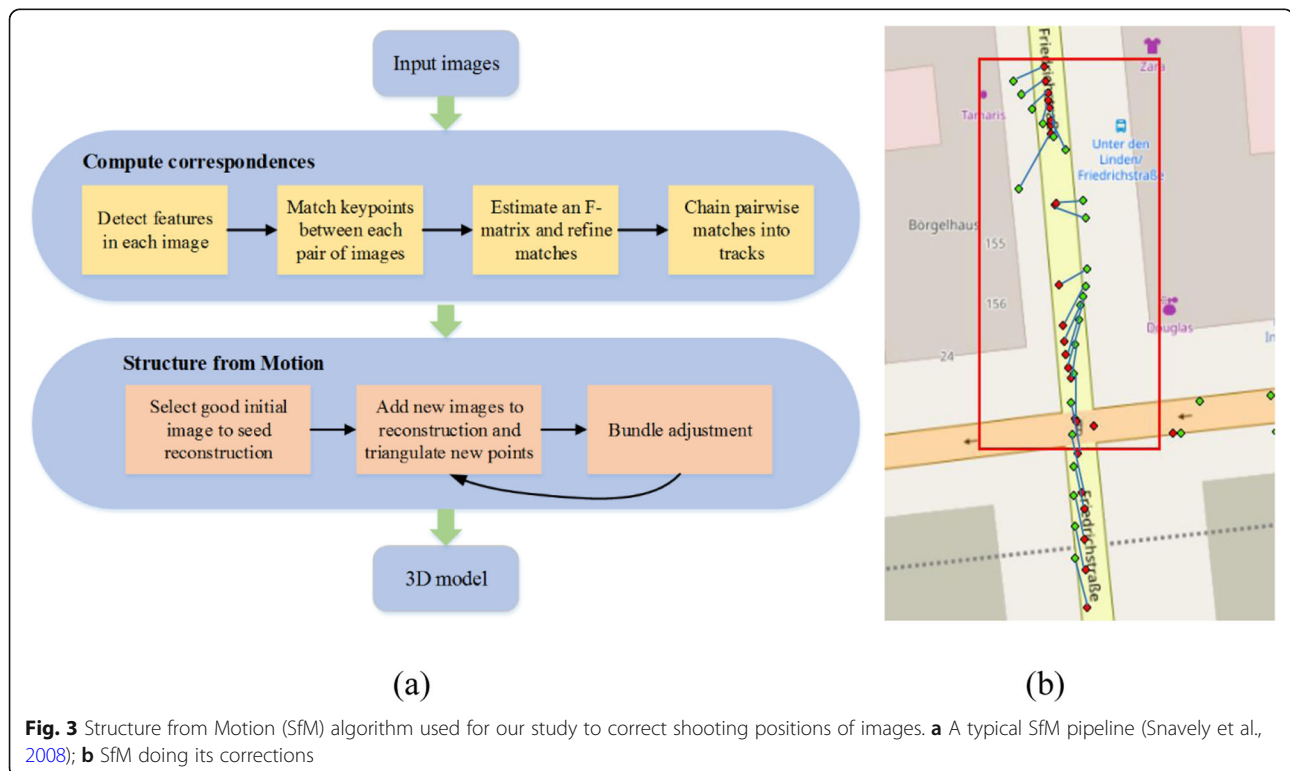 Input images
Compute correspondences
Detect features
in each image
Match keypoints
between each
pair of images
Estimate an F-
matrix and refine
matches
Chain pairwise
matches into
tracks
Structure from Motion
Select good initial
image to seed
reconstruction
Add new images to
reconstruction and
triangulate new points
Bundle adjustment
3D model
(a)
Zara
Tamaris
Unter den
Linden/
Friedrichstraße
Börgelhaus
155
156
Douglas
24
In
Friedrichstraße
(b)
Fig. 3 Structure from Motion (SfM) algorithm used for our study to correct shooting positions of images. a A typical SfM pipeline (Snavely et al.,
2008); b SfM doing its corrections